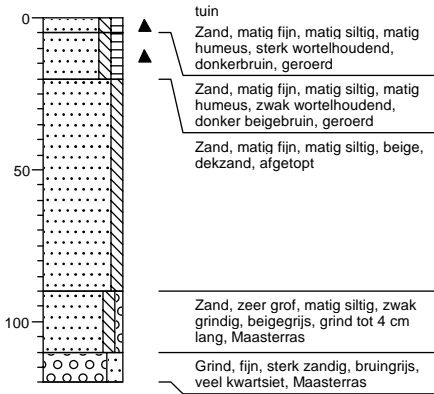 0
tuin
Zand, matig fijn, matig siltig, matig
humeus, sterk wortelhoudend,
donkerbruin, geroerd
Zand, matig fijn, matig siltig, matig
humeus, zwak wortelhoudend,
donker beigebruin, geroerd
Zand, matig fijn, matig siltig, beige,
dekzand, afgetopt
50
Zand, zeer grof, matig siltig, zwak
grindig, beigegrijs, grind tot 4 cm
lang, Maasterras
100
Grind, fijn, sterk zandig, bruingrijs,
veel kwartsiet, Maasterras